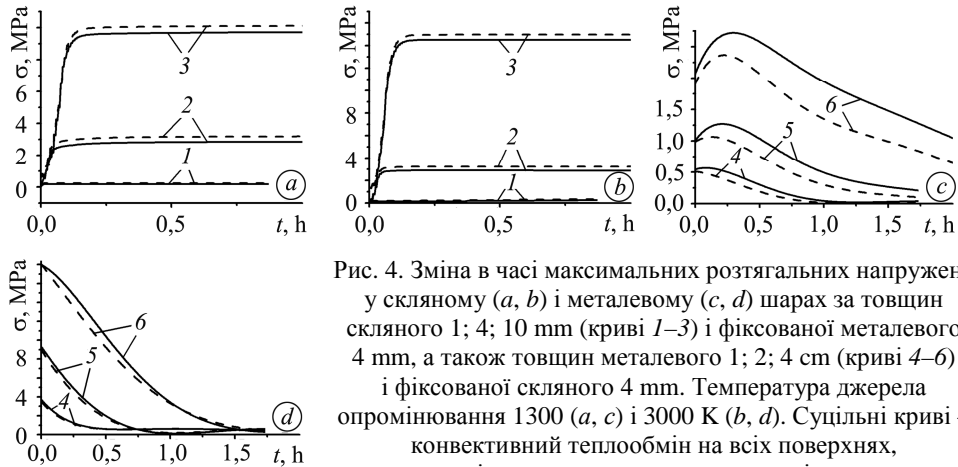 σ, MPa
8
6
4
2
0
0,0
0,5
t, h
3
2
1
a
σ, MPa
4
0
0,0
0,5
t, h
3
2
1
b
σ, MPa
1,5
1,0
0,5
0
0,0
0,5
1,0
1,5
t, h
6
5
4
c
σ, MPa
8
4
0
0,0
0,5
1,0
1,5
t, h
6
5
4
d
Рис. 4. Зміна в часі максимальних розтягальних
у скляному (a, b) і металевому (c, d) шарах за товщин
скляного 1; 4; 10 mm (криві 1–3) і фіксованої металевого
4 mm, а також товщин металевого 1; 2; 4 cm (криві 4–6)
і фіксованої скляного 4 mm. Температура джерела
опромінювання 1300 (a, c) і 3000 K (b, d). Суцільні криві –
конвективний теплообмін на всіх поверхнях,